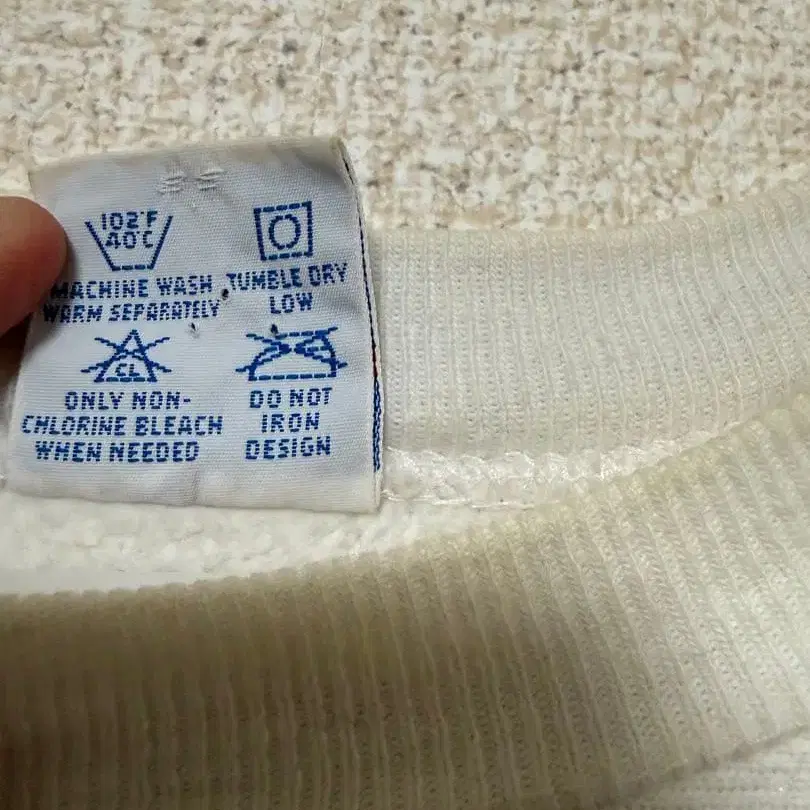 102°F
40°C
MACHINE WASH
WARM SEPARATELY
TUMBLE DRY
LOW
CL
ONLY NON-
CHLORINE BLEACH
WHEN NEEDED
DO NOT
IRON
DESIGN